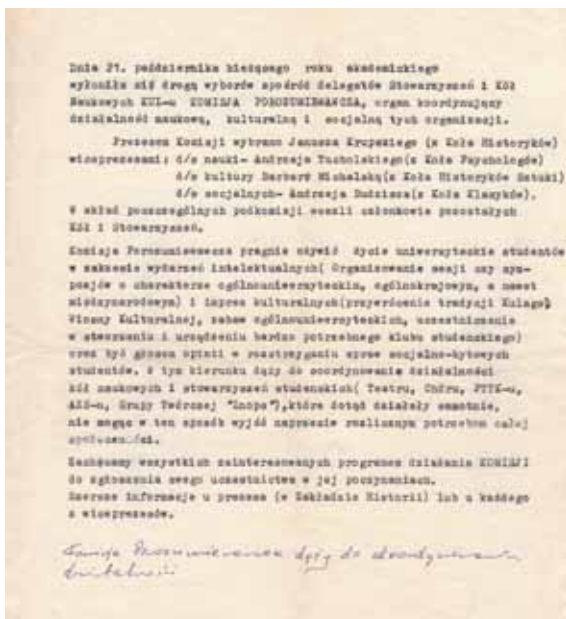 Dnia 21. października bieżącego roku akademickiego
wyłoniła się drogą wyborów spośród delegatów Stowarzyszeń i Kół
Naukowych KUL-u KOMISJA POROZUMIEWAWCZA, organ koordynujący
działalność naukową, kulturalną i socjalną tych organizacji.
Prezesem Komisji wybrano Janusza Krupskiego (z Koła Historyków)
wiceprezesami: d/s nauki- Andrzeja Tucholskiego(z Koła Psychologów)
d/s kultury Barbarę Michalską(z Koła Historyków Sztuki)
d/s socjalnych- Andrzeja Budzisza(z Koła Klasyków).
W skład poszczególnych podkomisji weszli członkowie pozostałych
Kół i Stowarzyszeń.
Komisja Porozumiewawcza pragnie ożywić życie uniwersyteckie studentów
w zakresie wydarzeń intelektualnych( Organizowanie sesji czy sym-
pozjów o charakterze ogólnouniwersyteckim, ogólnokrajowym, a nawet
międzynarodowym) i imprez kulturalnych(przywrócenie tradycji Kulowskiej
Wiosny Kulturalnej, zabaw ogólnouniwersyteckich, uczestniczenie
w stworzeniu i urządzeniu bardzo potrzebnego klubu studenckiego)
oraz być głosem opinii w rozstrzyganiu spraw socjalno-bytowych
studentów. W tym kierunku dąży do skoordynowania działalności
kół naukowych i stowarzyszeń studenckich( Teatru, Chóru, PTTK-u,
AZS-u, Grupy Twórczej "Inops"),które dotąd działały samotnie,
nie mogąc w ten sposób wyjść naprzeciw rozlicznym potrzebom całej
społeczności.
Zachęcamy wszystkich zainteresowanych programem działania KOMISJI
do zgłoszenia swego uczestnictwa w jej poczynaniach.
Szersze informacje u prezesa (w Zakładzie Historii) lub u każdego
z wiceprezesów.
Komisja Porozumiewawcza dąży do skoordynowania
działalności